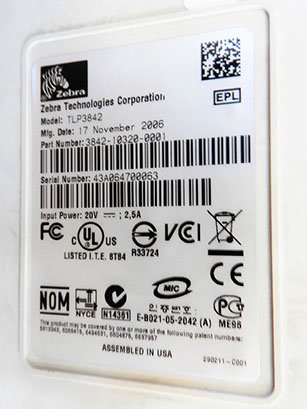 Zebra
Zebra Technologies Corporation
EPL
Model: TLP3842
Mfg. Date: 17 November 2006
Part Number: 3842-10320-0001
Serial Number: 43A064700063
Input Power: 20V 2,5A
FC c UL us VCCI
LISTED I.T.E. 8T84 R33724
CE
NOM NYCE N14361 MIC
E-B021-05-2042 (A) ME98
This product may be covered by one or more of the following patent numbers:
ASSEMBLED IN USA
290211-C001